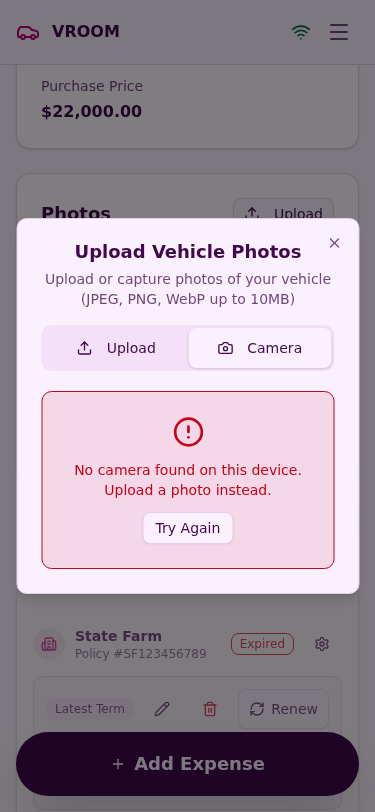 VROOM
Purchase Price
$22,000.00
Photos
Upload
Upload Vehicle Photos
Upload or capture photos of your vehicle
(JPEG, PNG, WebP up to 10MB)
Upload
Camera
No camera found on this device.
Upload a photo instead.
Try Again
State Farm
Policy #SF123456789
Expired
Latest Term
Renew
+ Add Expense